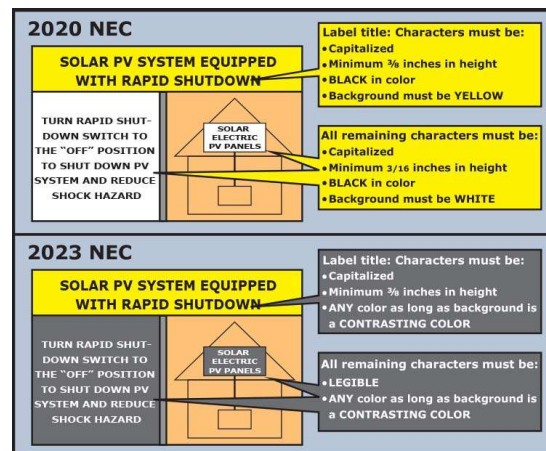 2020 NEC
SOLAR PV SYSTEM EQUIPPED
WITH RAPID SHUTDOWN
TURN RAPID SHUT-
DOWN SWITCH TO
THE “OFF” POSITION
TO SHUT DOWN PV
SYSTEM AND REDUCE
SHOCK HAZARD
SOLAR
ELECTRIC
PV PANELS
Label title: Characters must be:
•Capitalized
•Minimum ⅜ inches in height
•BLACK in color
•Background must be YELLOW
All remaining characters must be:
•Capitalized
•Minimum 3/16 inches in height
•BLACK in color
•Background must be WHITE
2023 NEC
SOLAR PV SYSTEM EQUIPPED
WITH RAPID SHUTDOWN
TURN RAPID SHUT-
DOWN SWITCH TO
THE “OFF” POSITION
TO SHUT DOWN PV
SYSTEM AND REDUCE
SHOCK HAZARD
SOLAR
ELECTRIC
PV PANELS
Label title: Characters must be:
•Capitalized
•Minimum ⅜ inches in height
•ANY color as long as background is
a CONTRASTING COLOR
All remaining characters must be:
•LEGIBLE
•ANY color as long as background is
a CONTRASTING COLOR